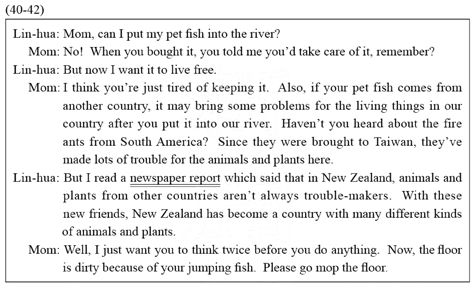 (40-42)
Lin-hua: Mom, can I put my pet fish into the river?
Mom: No! When you bought it, you told me you'd take care of it, remember?
Lin-hua: But now I want it to live free.
Mom: I think you're just tired of keeping it. Also, if your pet fish comes from
another country, it may bring some problems for the living things in our
country after you put it into our river. Haven't you heard about the fire
ants from South America? Since they were brought to Taiwan, they've
made lots of trouble for the animals and plants here.
Lin-hua: But I read a newspaper report which said that in New Zealand, animals and
plants from other countries aren't always trouble-makers. With these
new friends, New Zealand has become a country with many different kinds
of animals and plants.
Mom: Well, I just want you to think twice before you do anything. Now, the floor
is dirty because of your jumping fish. Please go mop the floor.